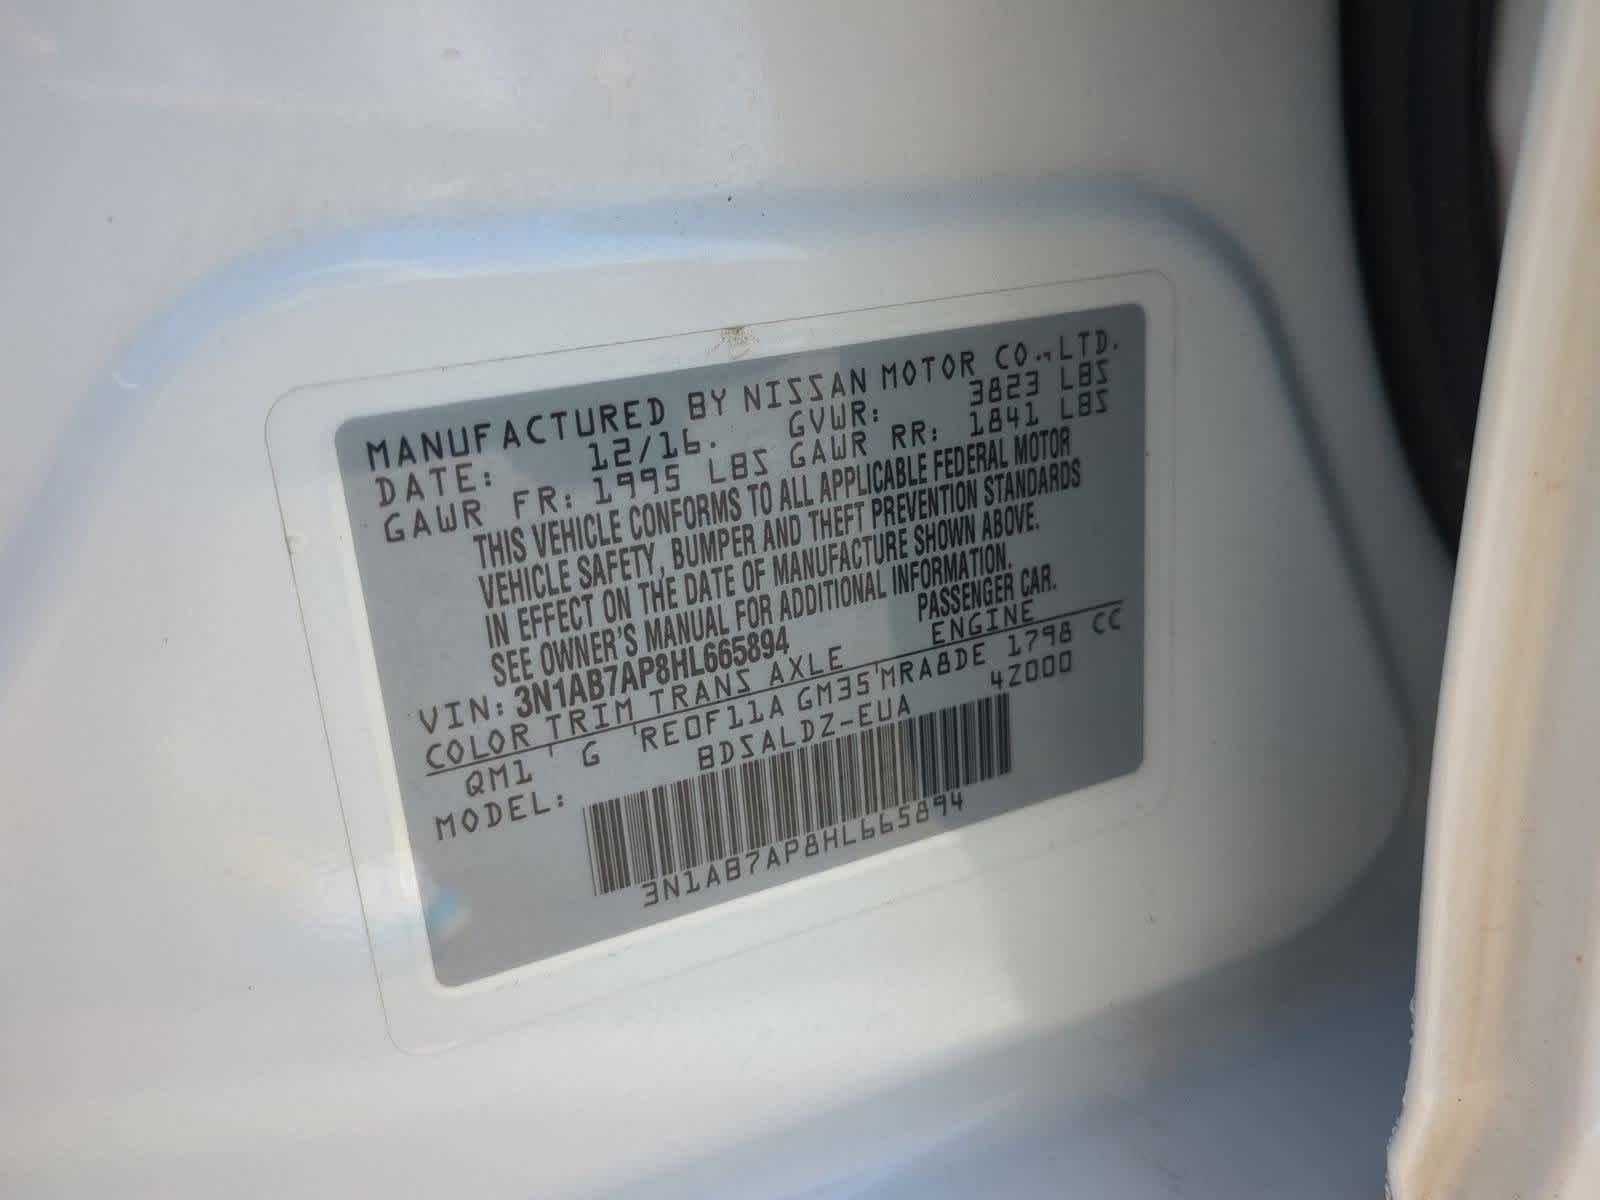 MANUFACTURED BY NISSAN MOTOR CO., LTD.
DATE: 12/16. GVWR: 3823 LBS
GAWR FR: 1995 LBS GAWR RR: 1841 LBS
THIS VEHICLE CONFORMS TO ALL APPLICABLE FEDERAL MOTOR
VEHICLE SAFETY, BUMPER AND THEFT PREVENTION STANDARDS
IN EFFECT ON THE DATE OF MANUFACTURE SHOWN ABOVE.
SEE OWNER'S MANUAL FOR ADDITIONAL INFORMATION.
VIN: 3N1AB7AP8HL665894 PASSENGER CAR.
COLOR TRIM TRANS AXLE ENGINE
QM1 G RE0F11A GM35 MRA8DE 1798 CC
MODEL: BDSALDZ-EUA 4Z000
3N1AB7AP8HL665894